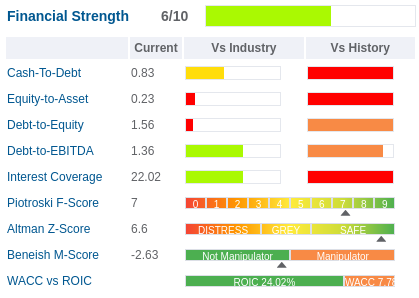 Financial Strength 6/10
Current Vs Industry Vs History
Cash-To-Debt 0.83
Equity-to-Asset 0.23
Debt-to-Equity 1.56
Debt-to-EBITDA 1.36
Interest Coverage 22.02
Piotroski F-Score 7 0 1 2 3 4 5 6 7 8 9
Altman Z-Score 6.6 DISTRESS GREY SAFE
Beneish M-Score -2.63 Not Manipulator Manipulator
WACC vs ROIC ROIC 24.02% WACC 7.7